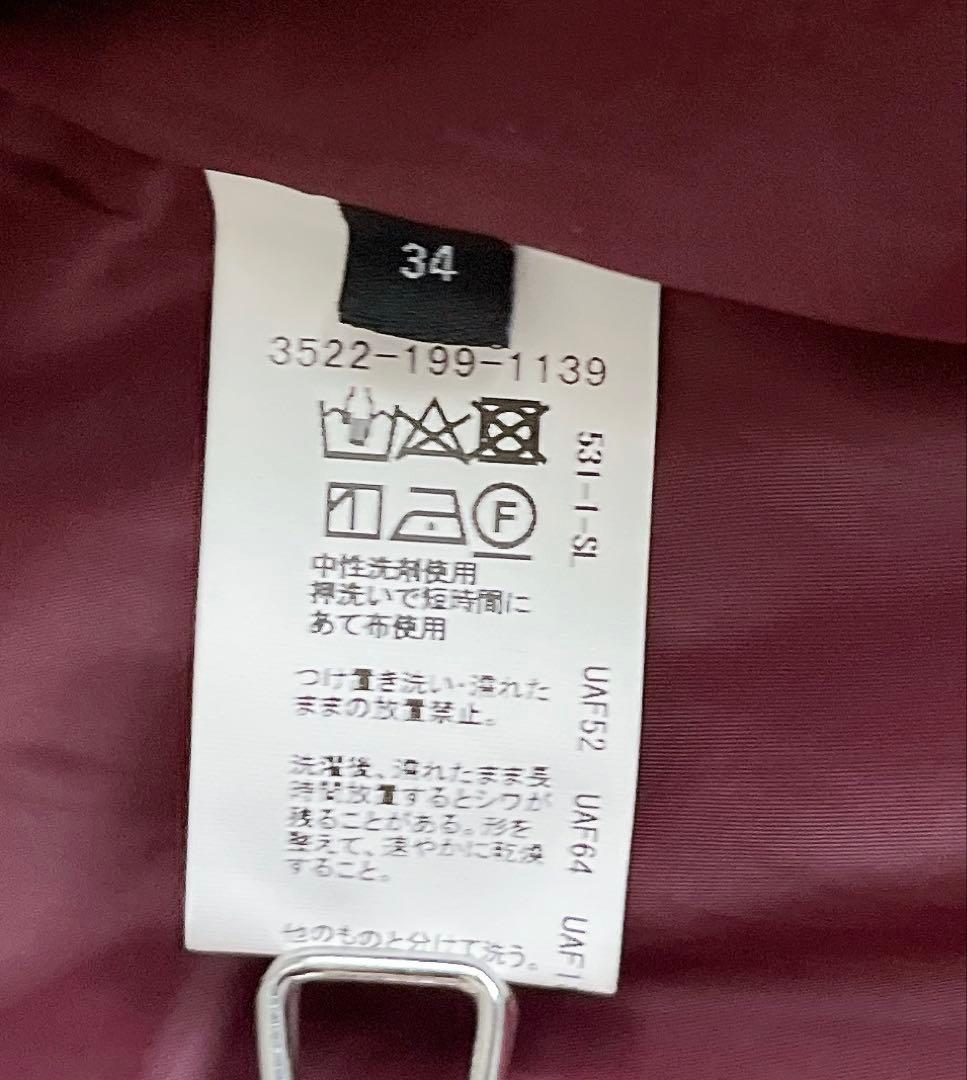 34
3522-199-1139
F
中性洗剤使用
押洗いで短時間に
あて布使用
つけ置き洗い・濡れた
ままの放置禁止。
洗濯後、濡れたまま長
時間放置するとシワが
残ることがある。形を
整えて、速やかに乾燥
すること。
他のものと分けて洗う。
531-1-SL
UAF52
UAF64
UAF1